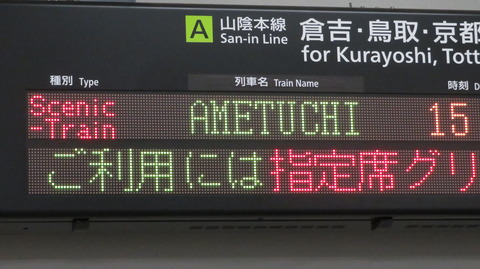 A 山陰本線 倉吉・鳥取・京都
San-in Line for Kurayoshi, Tott
種別 Type 列車名 Train Name 時刻 D
Scenic
-Train AMETUCHI 15
ご利用には指定席グリ